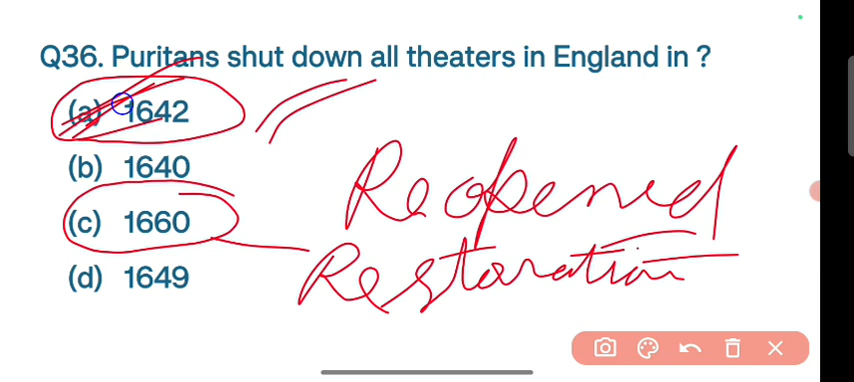 Q36. Puritans shut down all theaters in England in ?
(a) 1642
(b) 1640
(c) 1660
(d) 1649
Reopened
Restoration